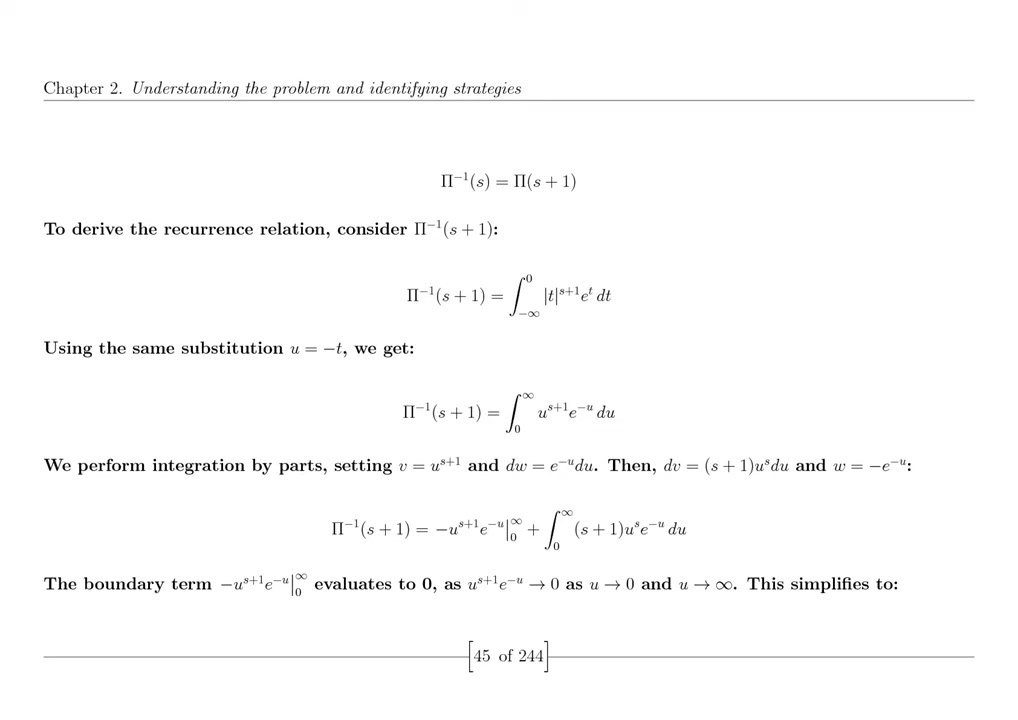 Chapter 2. Understanding the problem and identifying strategies
Π⁻¹(s) = Π(s + 1)
To derive the recurrence relation, consider Π⁻¹(s + 1):
Π⁻¹(s + 1) = ∫_{−∞}^{0} |t|^{s+1} e^{t} dt
Using the same substitution u = −t, we get:
Π⁻¹(s + 1) = ∫_{0}^{∞} u^{s+1} e^{−u} du
We perform integration by parts, setting v = u^{s+1} and dw = e^{−u}du. Then, dv = (s + 1)u^{s}du and w = −e^{−u}:
Π⁻¹(s + 1) = −u^{s+1}e^{−u}|_{0}^{∞} + ∫_{0}^{∞} (s + 1)u^{s}e^{−u} du
The boundary term −u^{s+1}e^{−u}|_{0}^{∞} evaluates to 0, as u^{s+1}e^{−u} → 0 as u → 0 and u → ∞. This simplifies to:
[45 of 244]